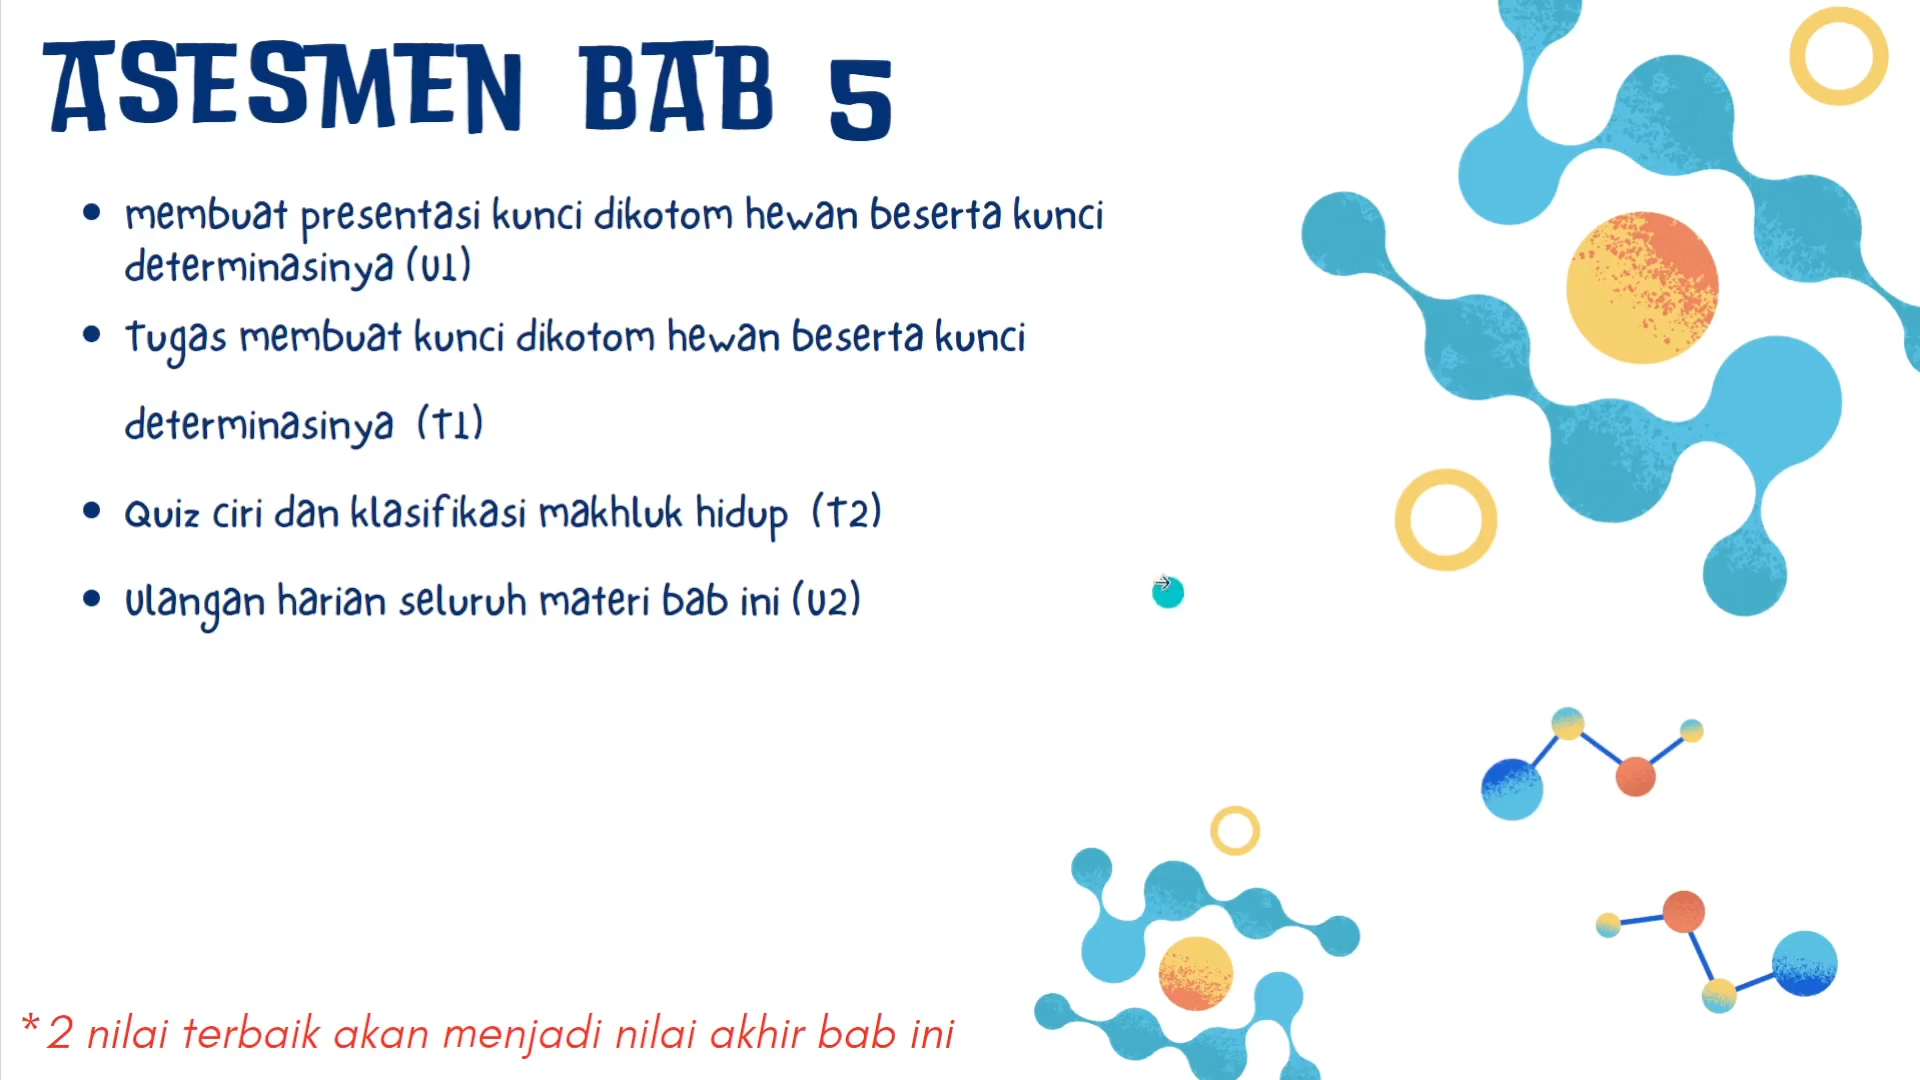 ASESMEN BAB 5
• membuat presentasi kunci dikotom hewan beserta kunci
determinasinya (U1)
• Tugas membuat kunci dikotom hewan beserta kunci
determinasinya (T1)
• Quiz ciri dan klasifikasi makhluk hidup (T2)
• Ulangan harian seluruh materi bab ini (U2)
*2 nilai terbaik akan menjadi nilai akhir bab ini